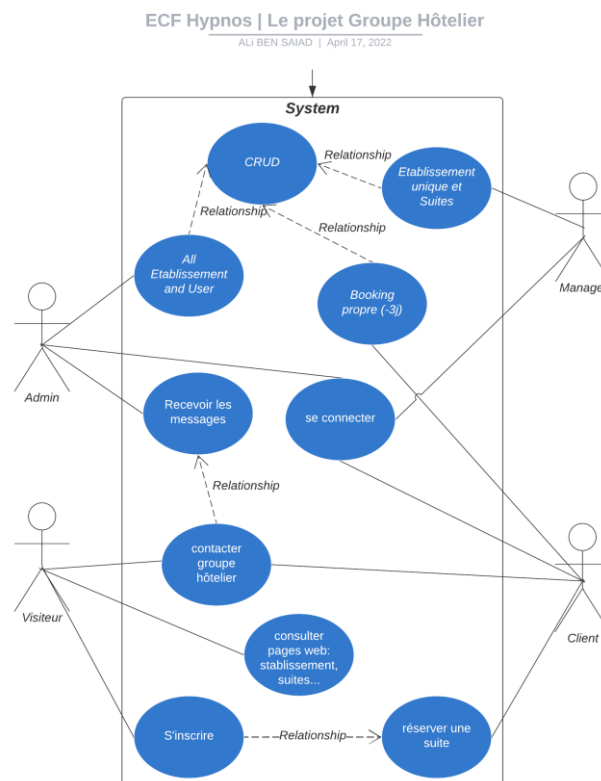 ECF Hypnos | Le projet Groupe Hôtelier
ALi BEN SAIAD | April 17, 2022
System
CRUD
Relationship
Etablissement
unique et
Suites
Relationship
Relationship
All
Etablissement
and User
Booking
propre (-3j)
Manage
Admin
Recevoir les
messages
se connecter
Relationship
contacter
groupe
hôtelier
Visiteur
Client
consulter
pages web:
stablissement,
suites...
S'inscrire
Relationship
réserver une
suite